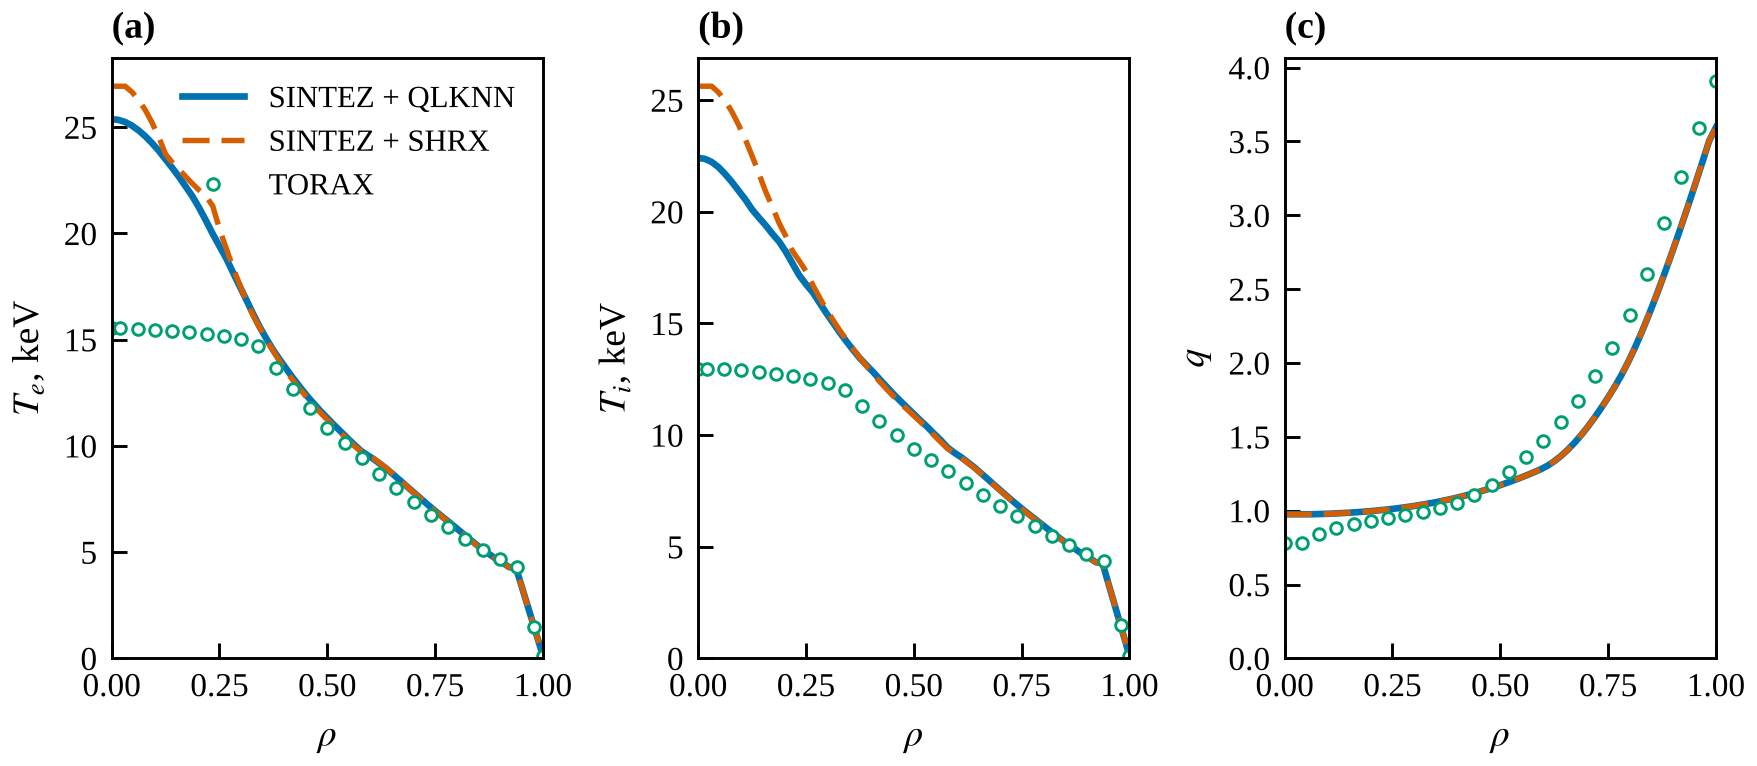 (a)
SINTEZ + QLKNN
SINTEZ + SHRX
TORAX
25
20
15
10
5
0
T_e, keV
0.00 0.25 0.50 0.75 1.00
ρ
(b)
25
20
15
10
5
0
T_i, keV
0.00 0.25 0.50 0.75 1.00
ρ
(c)
4.0
3.5
3.0
2.5
2.0
1.5
1.0
0.5
0.0
q
0.00 0.25 0.50 0.75 1.00
ρ